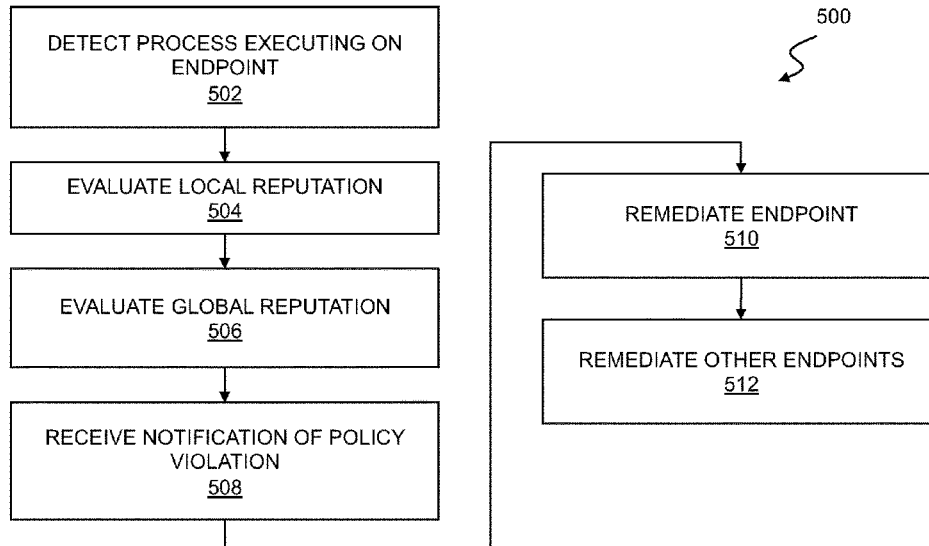 DETECT PROCESS EXECUTING ON
ENDPOINT
502
EVALUATE LOCAL REPUTATION
504
EVALUATE GLOBAL REPUTATION
506
RECEIVE NOTIFICATION OF POLICY
VIOLATION
508
500
REMEDIATE ENDPOINT
510
REMEDIATE OTHER ENDPOINTS
512